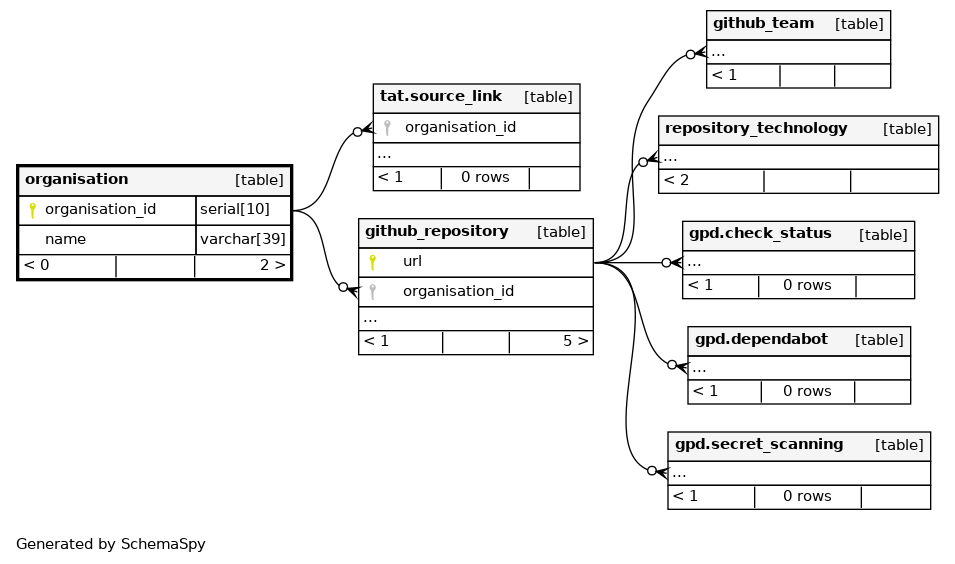 organisation [table]
organisation_id serial[10]
name varchar[39]
< 0 2 >
tat.source_link [table]
organisation_id
...
< 1 0 rows
github_repository [table]
url
organisation_id
...
< 1 5 >
github_team [table]
...
< 1
repository_technology [table]
...
< 2
gpd.check_status [table]
...
< 1 0 rows
gpd.dependabot [table]
...
< 1 0 rows
gpd.secret_scanning [table]
...
< 1 0 rows
Generated by SchemaSpy